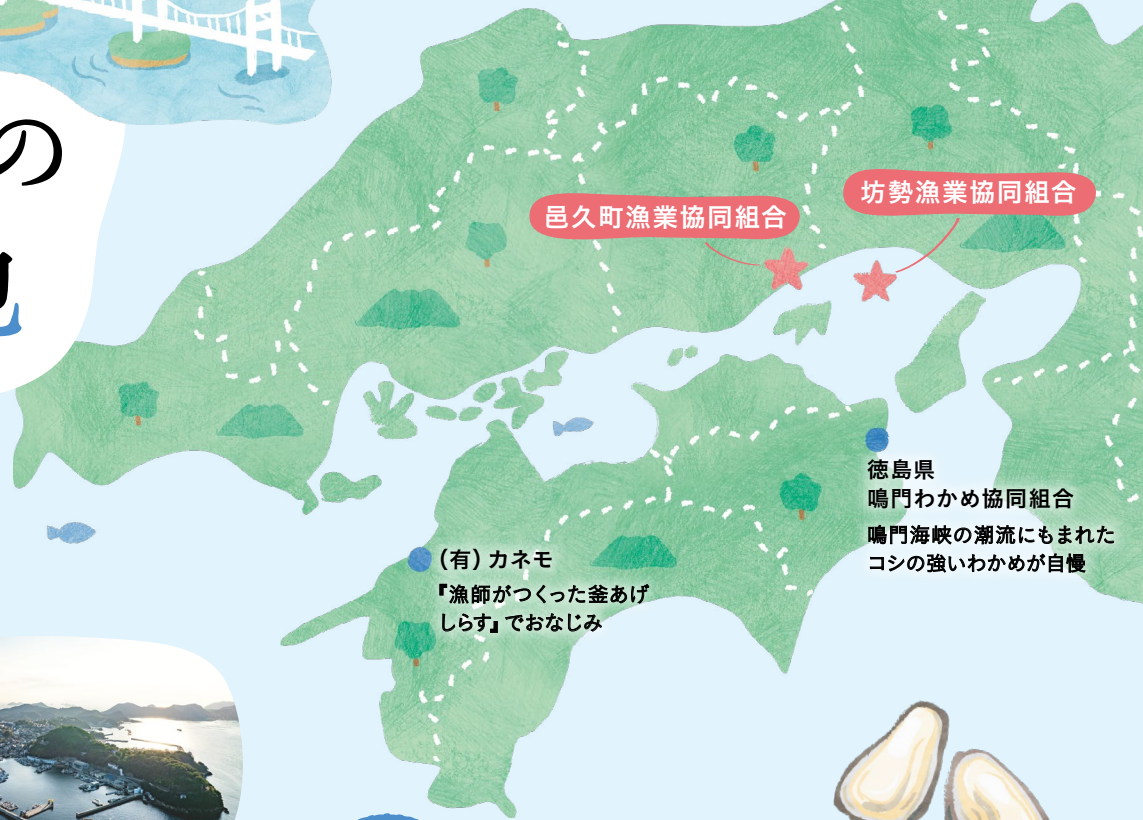 の
邑久町漁業協同組合
坊勢漁業協同組合
徳島県
鳴門わかめ協同組合
鳴門海峡の潮流にもまれた
コシの強いわかめが自慢
(有)カネモ
『漁師がつくった釜あげ
しらす』でおなじみ